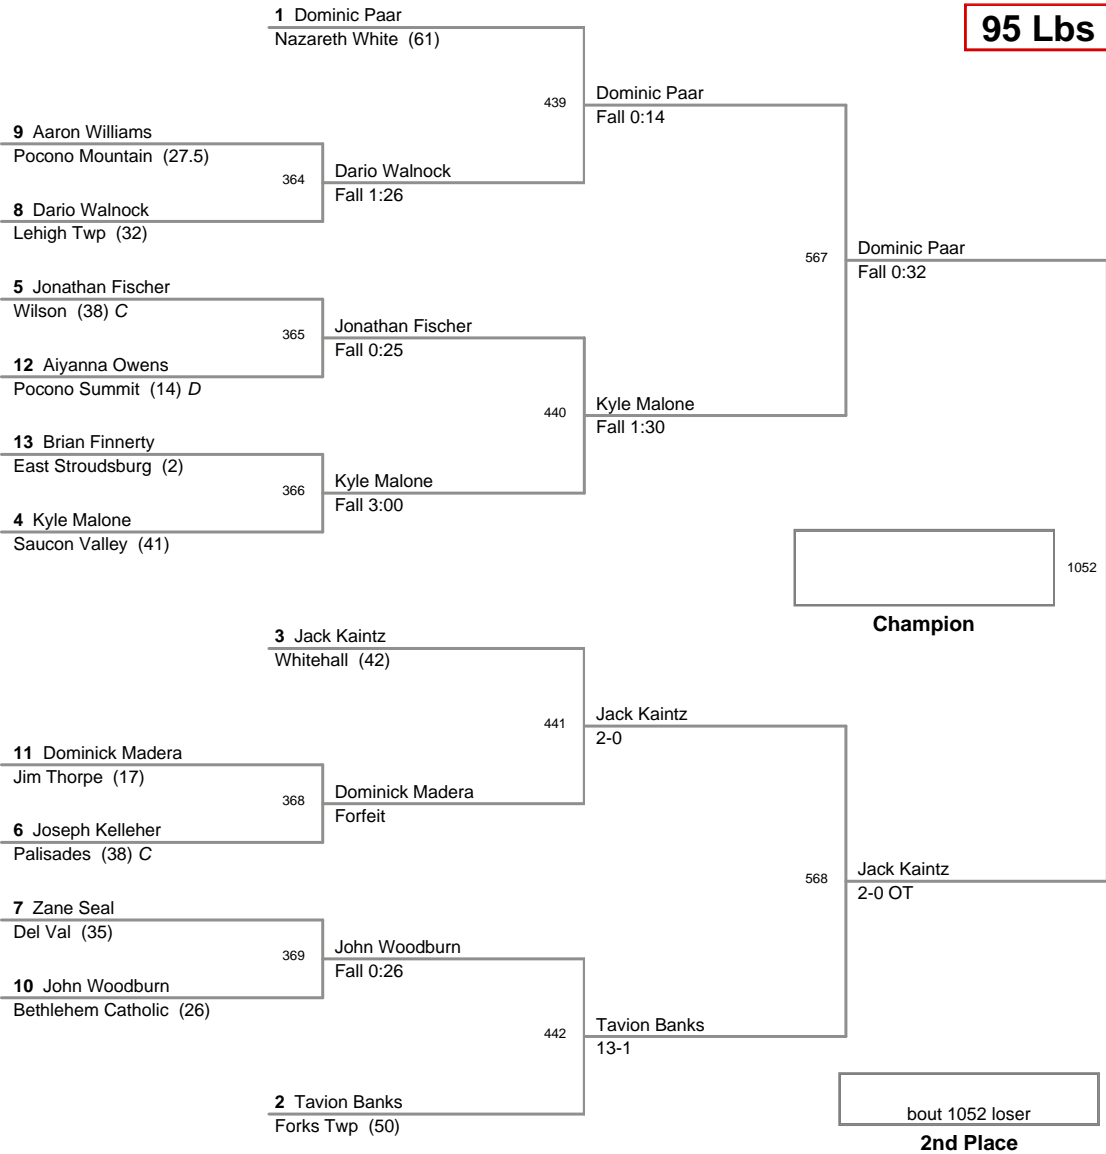 1 Dominic Paar
Nazareth White (61)
95 Lbs
439
Dominic Paar
Fall 0:14
9 Aaron Williams
Pocono Mountain (27.5)
364
Dario Walnock
Fall 1:26
8 Dario Walnock
Lehigh Twp (32)
567
Dominic Paar
Fall 0:32
5 Jonathan Fischer
Wilson (38) C
365
Jonathan Fischer
Fall 0:25
12 Aiyanna Owens
Pocono Summit (14) D
440
Kyle Malone
Fall 1:30
13 Brian Finnerty
East Stroudsburg (2)
366
Kyle Malone
Fall 3:00
4 Kyle Malone
Saucon Valley (41)
1052
Champion
3 Jack Kaintz
Whitehall (42)
441
Jack Kaintz
2-0
11 Dominick Madera
Jim Thorpe (17)
368
Dominick Madera
Forfeit
6 Joseph Kelleher
Palisades (38) C
568
Jack Kaintz
2-0 OT
7 Zane Seal
Del Val (35)
369
John Woodburn
Fall 0:26
10 John Woodburn
Bethlehem Catholic (26)
442
Tavion Banks
13-1
2 Tavion Banks
Forks Twp (50)
bout 1052 loser
2nd Place